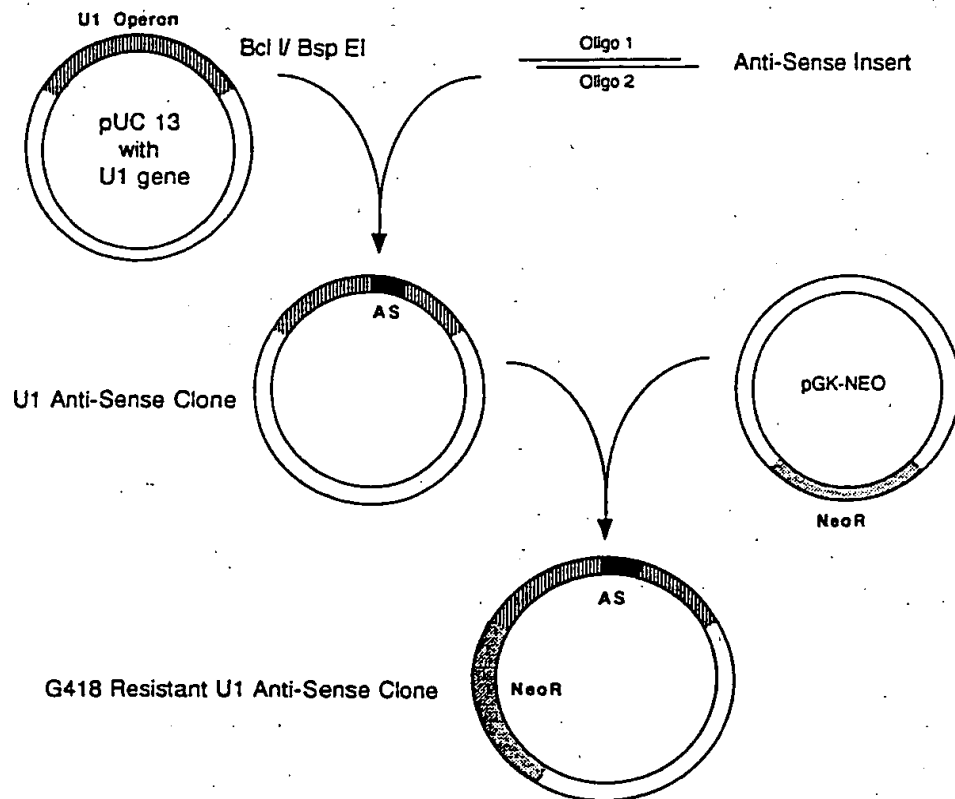 U1 Operon
Bcl I/ Bsp EI
Oligo 1
Oligo 2
Anti-Sense Insert
pUC 13
with
U1 gene
AS
U1 Anti-Sense Clone
pGK-NEO
NeoR
AS
G418 Resistant U1 Anti-Sense Clone
NeoR